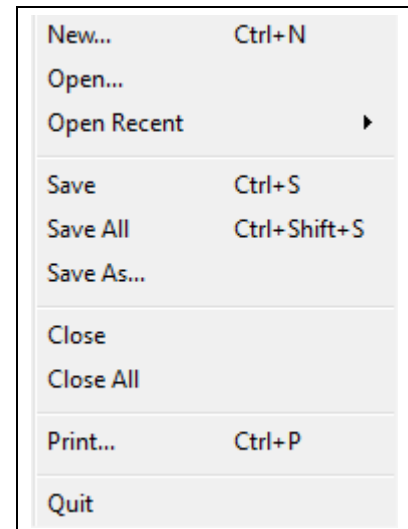 New... Ctrl+N
Open...
Open Recent
Save Ctrl+S
Save All Ctrl+Shift+S
Save As...
Close
Close All
Print... Ctrl+P
Quit